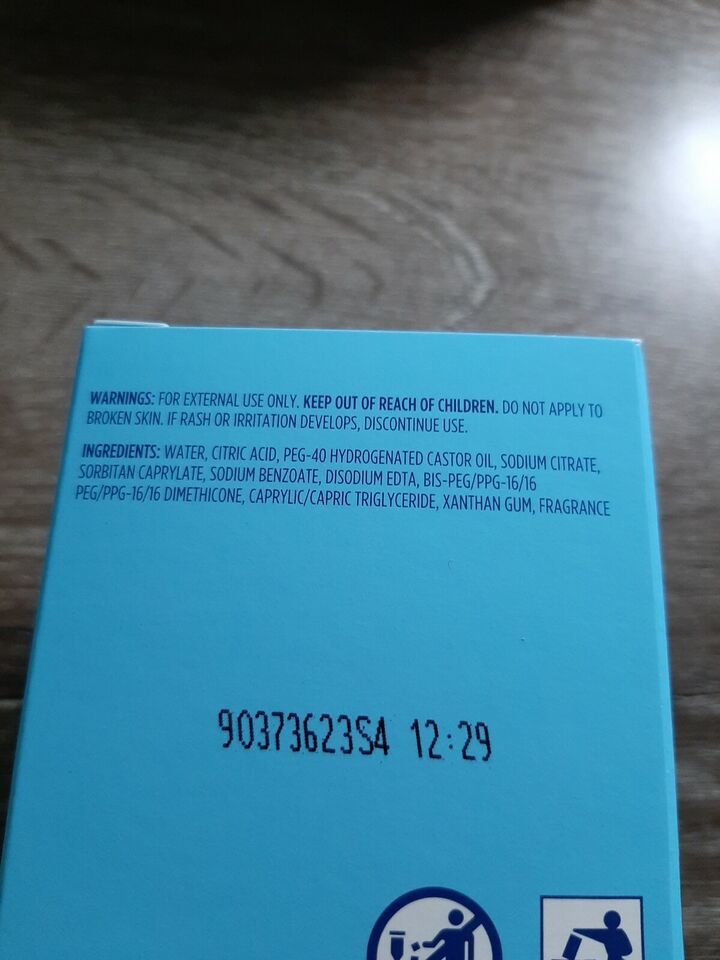 WARNINGS: FOR EXTERNAL USE ONLY. KEEP OUT OF REACH OF CHILDREN. DO NOT APPLY TO
BROKEN SKIN. IF RASH OR IRRITATION DEVELOPS, DISCONTINUE USE.
INGREDIENTS: WATER, CITRIC ACID, PEG-40 HYDROGENATED CASTOR OIL, SODIUM CITRATE,
SORBITAN CAPRYLATE, SODIUM BENZOATE, DISODIUM EDTA, BIS-PEG/PPG-16/16
PEG/PPG-16/16 DIMETHICONE, CAPRYLIC/CAPRIC TRIGLYCERIDE, XANTHAN GUM, FRAGRANCE
90373623S4 12:29